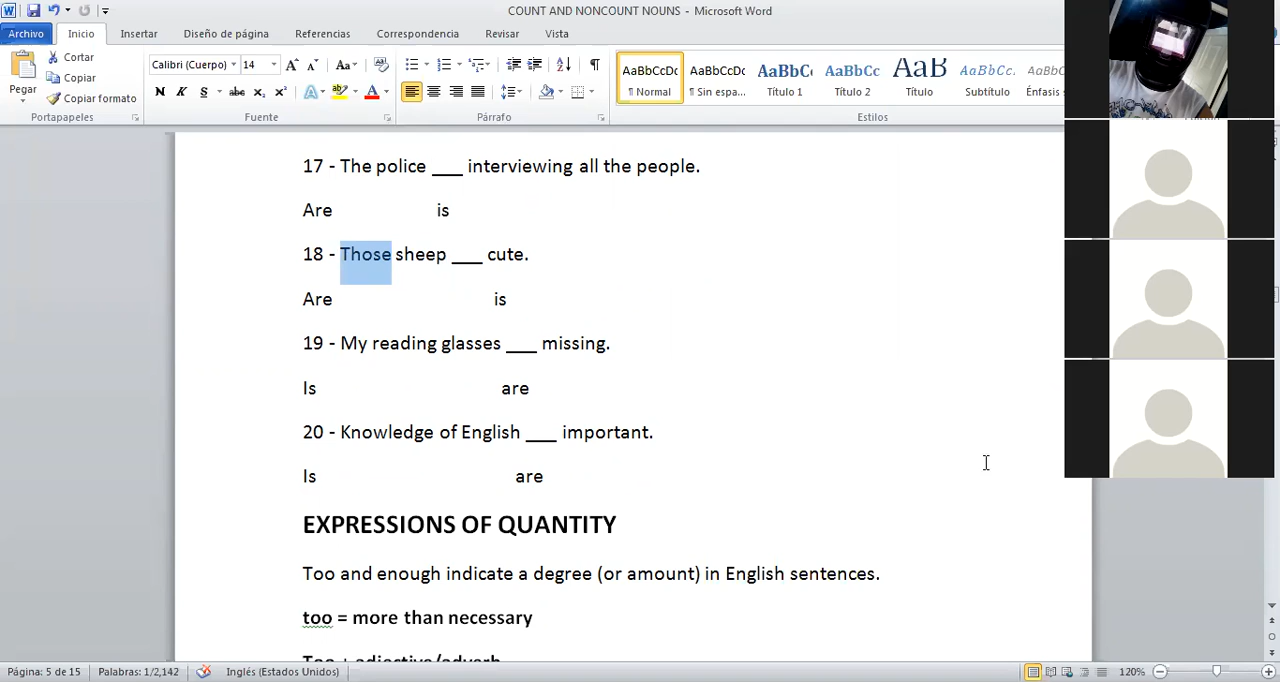 COUNT AND NONCOUNT NOUNS - Microsoft Word
Archivo Inicio Insertar Diseño de página Referencias Correspondencia Revisar Vista
Pegar
Cortar
Copiar
Copiar formato
Portapapeles
Calibri (Cuerpo) 14
Fuente
Párrafo
AaBbCcDc AaBbCcDc AaBbC AaBbCc AaB AaBbCc. AaBbCc
¶ Normal ¶ Sin espa... Título 1 Título 2 Título Subtítulo Énfasis
Estilos
17 - The police ___ interviewing all the people.
Are is
18 - Those sheep ___ cute.
Are is
19 - My reading glasses ___ missing.
Is are
20 - Knowledge of English ___ important.
Is are
EXPRESSIONS OF QUANTITY
Too and enough indicate a degree (or amount) in English sentences.
too = more than necessary
Too + adjective/adverb
Página: 5 de 15 Palabras: 1/2,142 Inglés (Estados Unidos) 120%